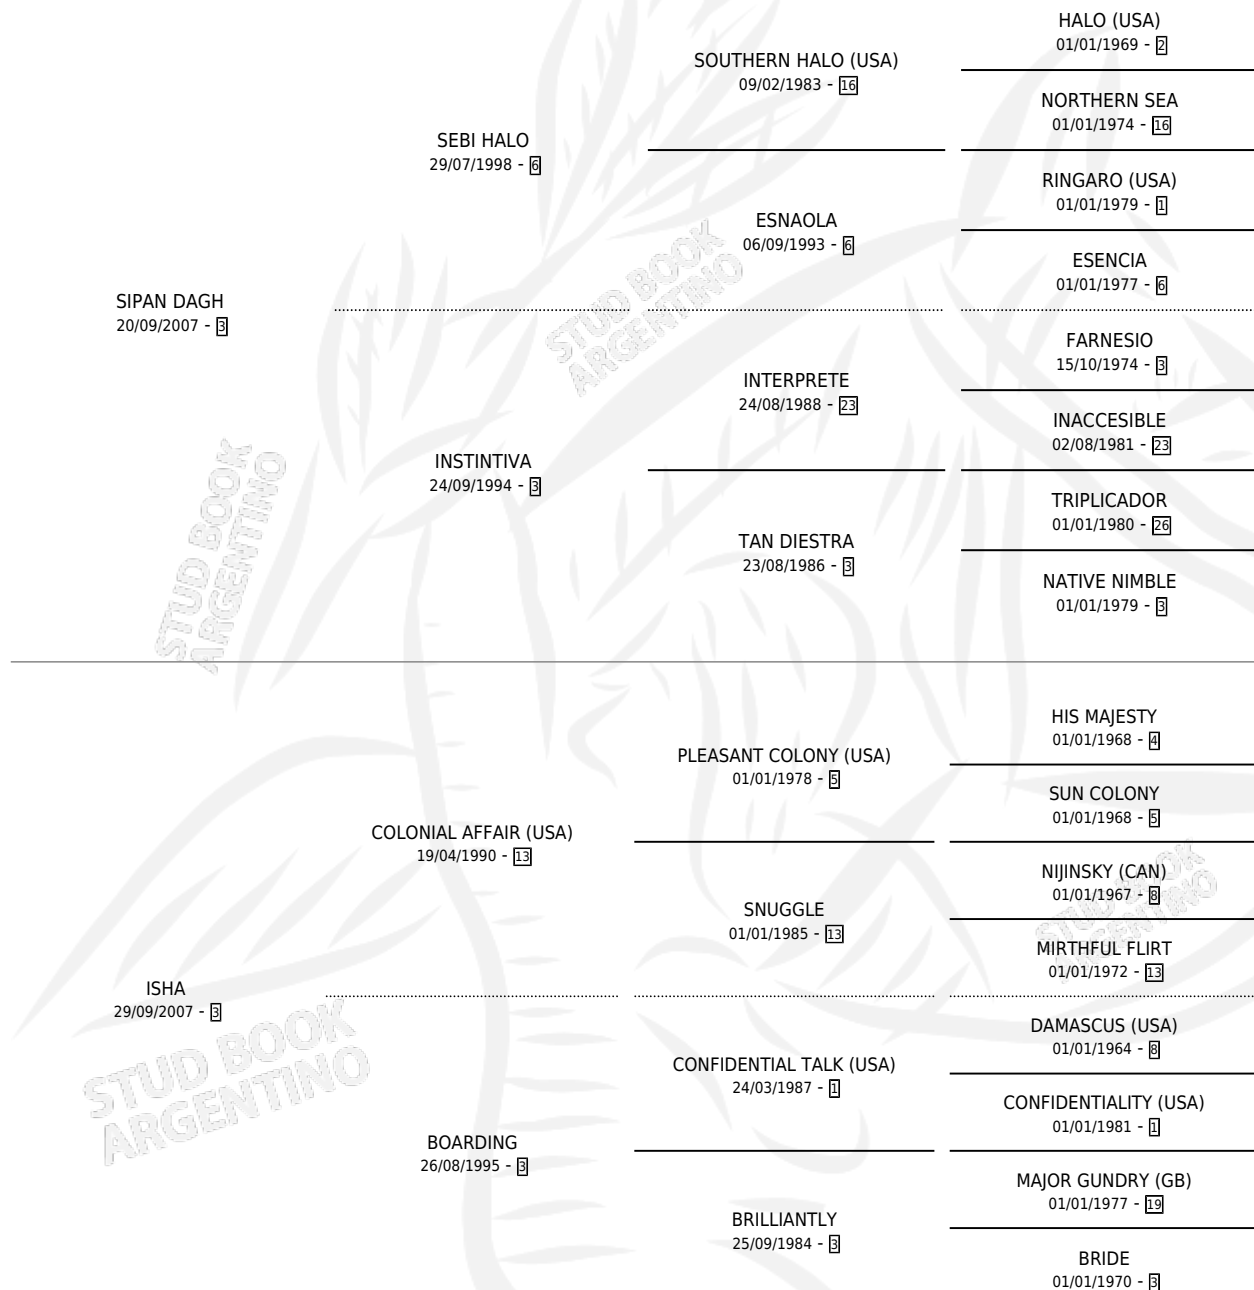 HALO (USA)
01/01/1969 - 2
SOUTHERN HALO (USA)
09/02/1983 - 16
NORTHERN SEA
01/01/1974 - 16
SEBI HALO
29/07/1998 - 6
RINGARO (USA)
01/01/1979 - 1
ESNAOLA
06/09/1993 - 6
ESENCIA
01/01/1977 - 6
SIPAN DAGH
20/09/2007 - 3
STUD BOOK
ARGENTINO
FARNESIO
15/10/1974 - 3
INTERPRETE
24/08/1988 - 23
INACCESIBLE
02/08/1981 - 23
INSTINTIVA
24/09/1994 - 3
TRIPLICADOR
01/01/1980 - 26
TAN DIESTRA
23/08/1986 - 3
NATIVE NIMBLE
01/01/1979 - 3
STUD BOOK
ARGENTINO
HIS MAJESTY
01/01/1968 - 4
PLEASANT COLONY (USA)
01/01/1978 - 5
SUN COLONY
01/01/1968 - 5
COLONIAL AFFAIR (USA)
19/04/1990 - 13
NIJINSKY (CAN)
01/01/1967 - 8
SNUGGLE
01/01/1985 - 13
MIRTHFUL FLIRT
01/01/1972 - 13
STUD BOOK
ARGENTINO
ISHA
29/09/2007 - 3
DAMASCUS (USA)
01/01/1964 - 8
CONFIDENTIAL TALK (USA)
24/03/1987 - 1
CONFIDENTIALITY (USA)
01/01/1981 - 1
STUD BOOK
ARGENTINO
BOARDING
26/08/1995 - 3
MAJOR GUNDRY (GB)
01/01/1977 - 19
BRILLIANTLY
25/09/1984 - 3
BRIDE
01/01/1970 - 3